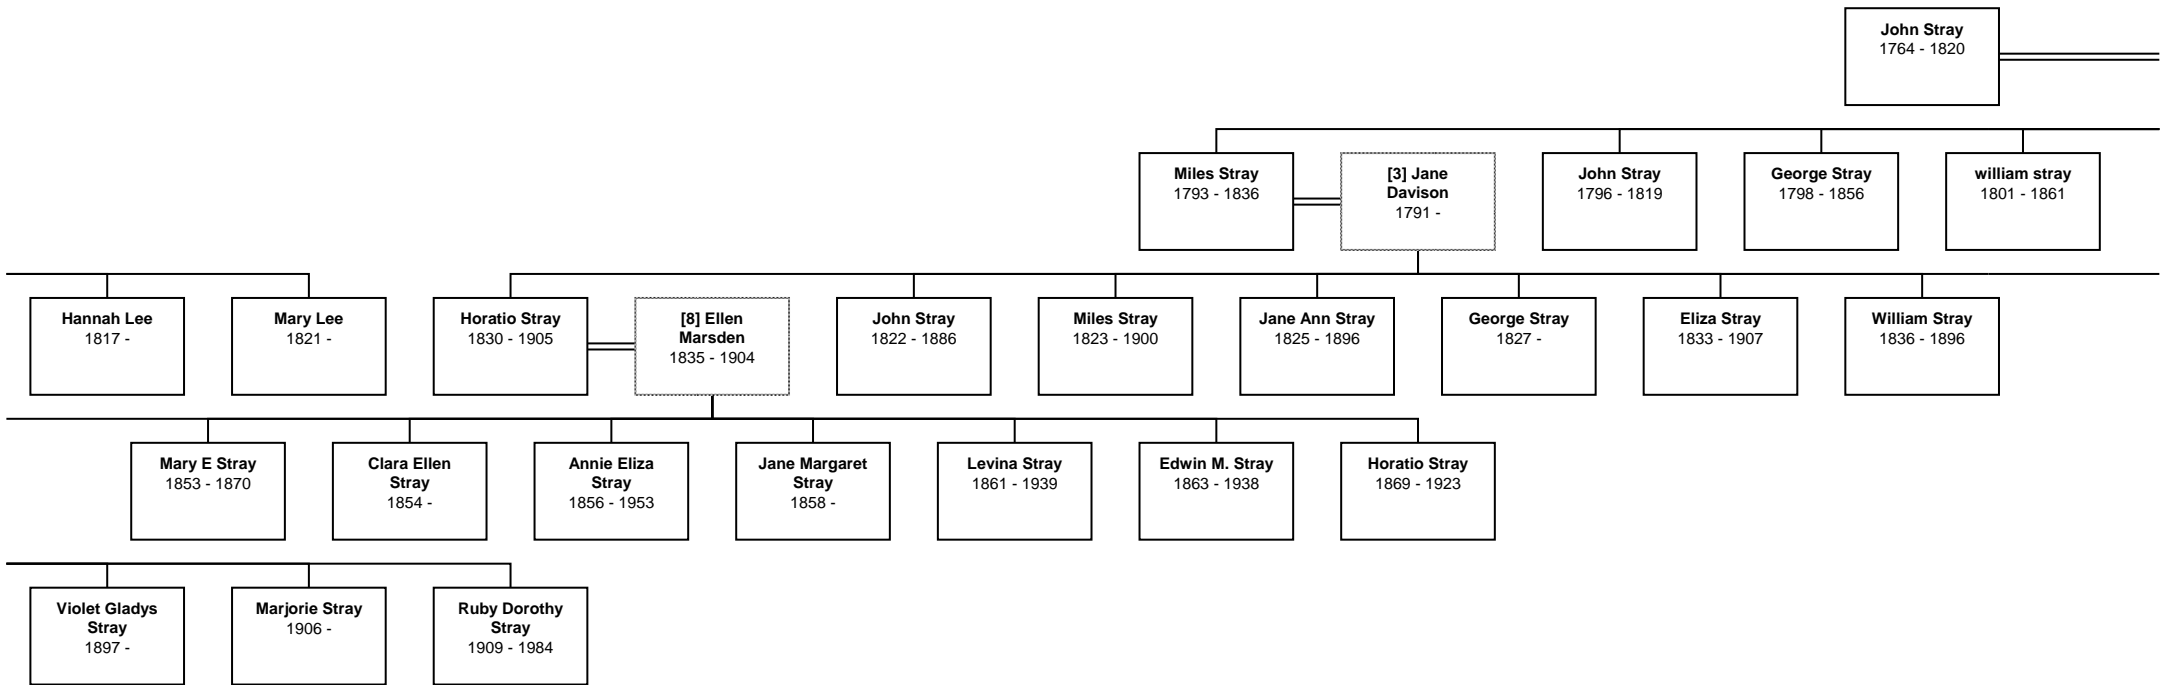 John Stray
1764 - 1820
Miles Stray
1793 - 1836
[3] Jane
Davison
1791 -
John Stray
1796 - 1819
George Stray
1798 - 1856
william stray
1801 - 1861
Hannah Lee
1817 -
Mary Lee
1821 -
Horatio Stray
1830 - 1905
[8] Ellen
Marsden
1835 - 1904
John Stray
1822 - 1886
Miles Stray
1823 - 1900
Jane Ann Stray
1825 - 1896
George Stray
1827 -
Eliza Stray
1833 - 1907
William Stray
1836 - 1896
Mary E Stray
1853 - 1870
Clara Ellen
Stray
1854 -
Annie Eliza
Stray
1856 - 1953
Jane Margaret
Stray
1858 -
Levina Stray
1861 - 1939
Edwin M. Stray
1863 - 1938
Horatio Stray
1869 - 1923
Violet Gladys
Stray
1897 -
Marjorie Stray
1906 -
Ruby Dorothy
Stray
1909 - 1984